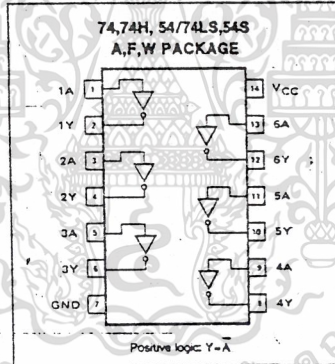 74,74H, 54/74LS,54S
A,F,W PACKAGE
1A 1 14 VCC
1Y 2 13 6A
2A 3 12 6Y
2Y 4 11 5A
3A 5 10 5Y
3Y 6 9 4A
GND 7 8 4Y
Positive logic: Y=A̅